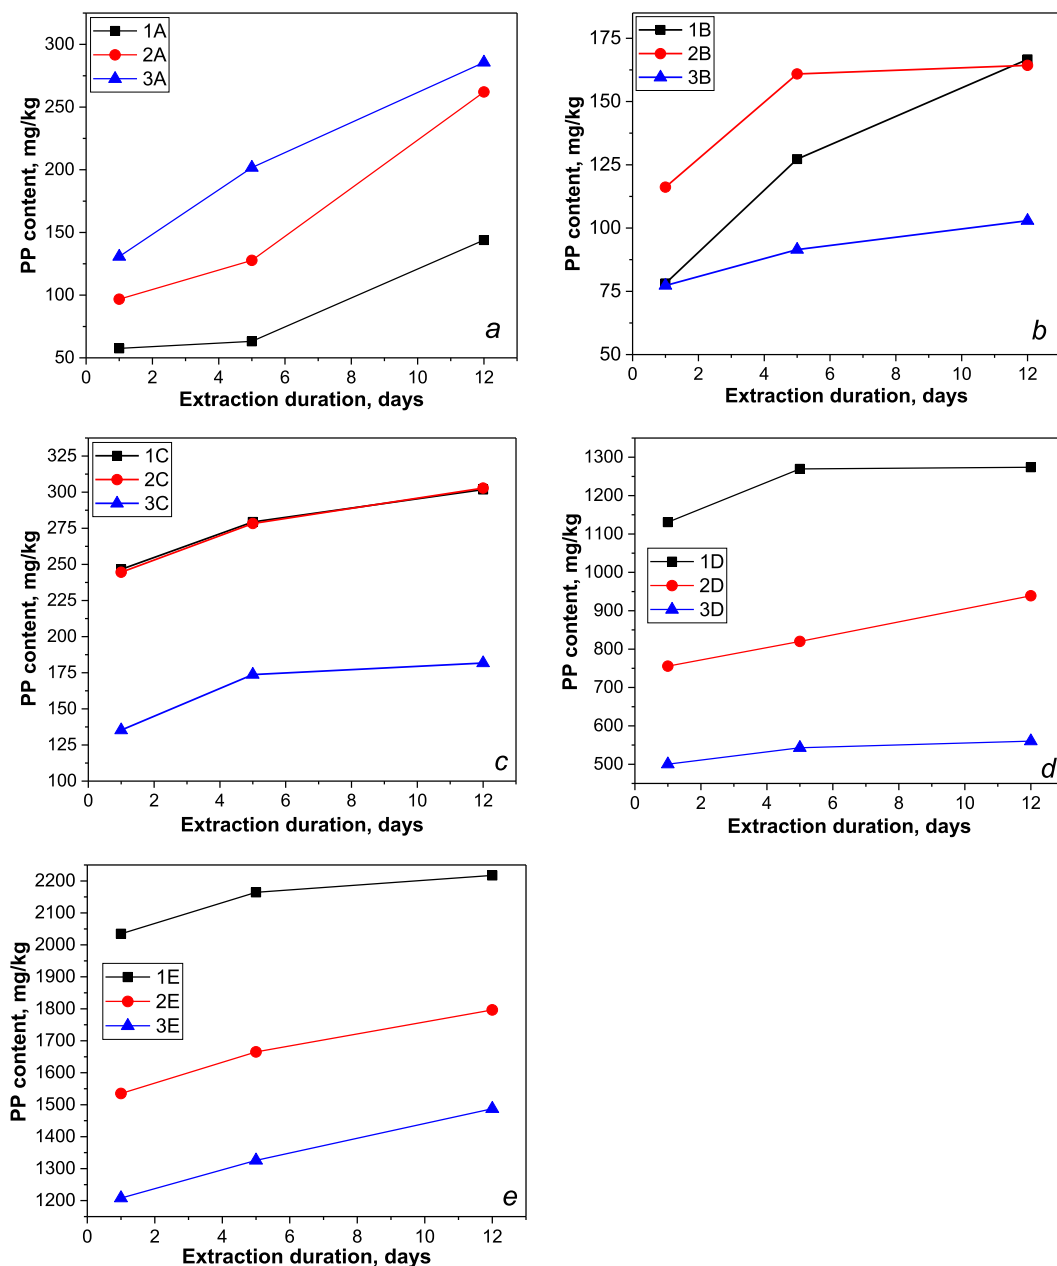 1A
2A
3A
PP content, mg/kg
300
250
200
150
100
50
0 2 4 6 8 10 12
Extraction duration, days
a
1B
2B
3B
PP content, mg/kg
175
150
125
100
75
50
0 2 4 6 8 10 12
Extraction duration, days
b
1C
2C
3C
PP content, mg/kg
325
300
275
250
225
200
175
150
125
100
0 2 4 6 8 10 12
Extraction duration, days
c
1D
2D
3D
PP content, mg/kg
1300
1200
1100
1000
900
800
700
600
500
0 2 4 6 8 10 12
Extraction duration, days
d
1E
2E
3E
PP content, mg/kg
2200
2100
2000
1900
1800
1700
1600
1500
1400
1300
1200
0 2 4 6 8 10 12
Extraction duration, days
e